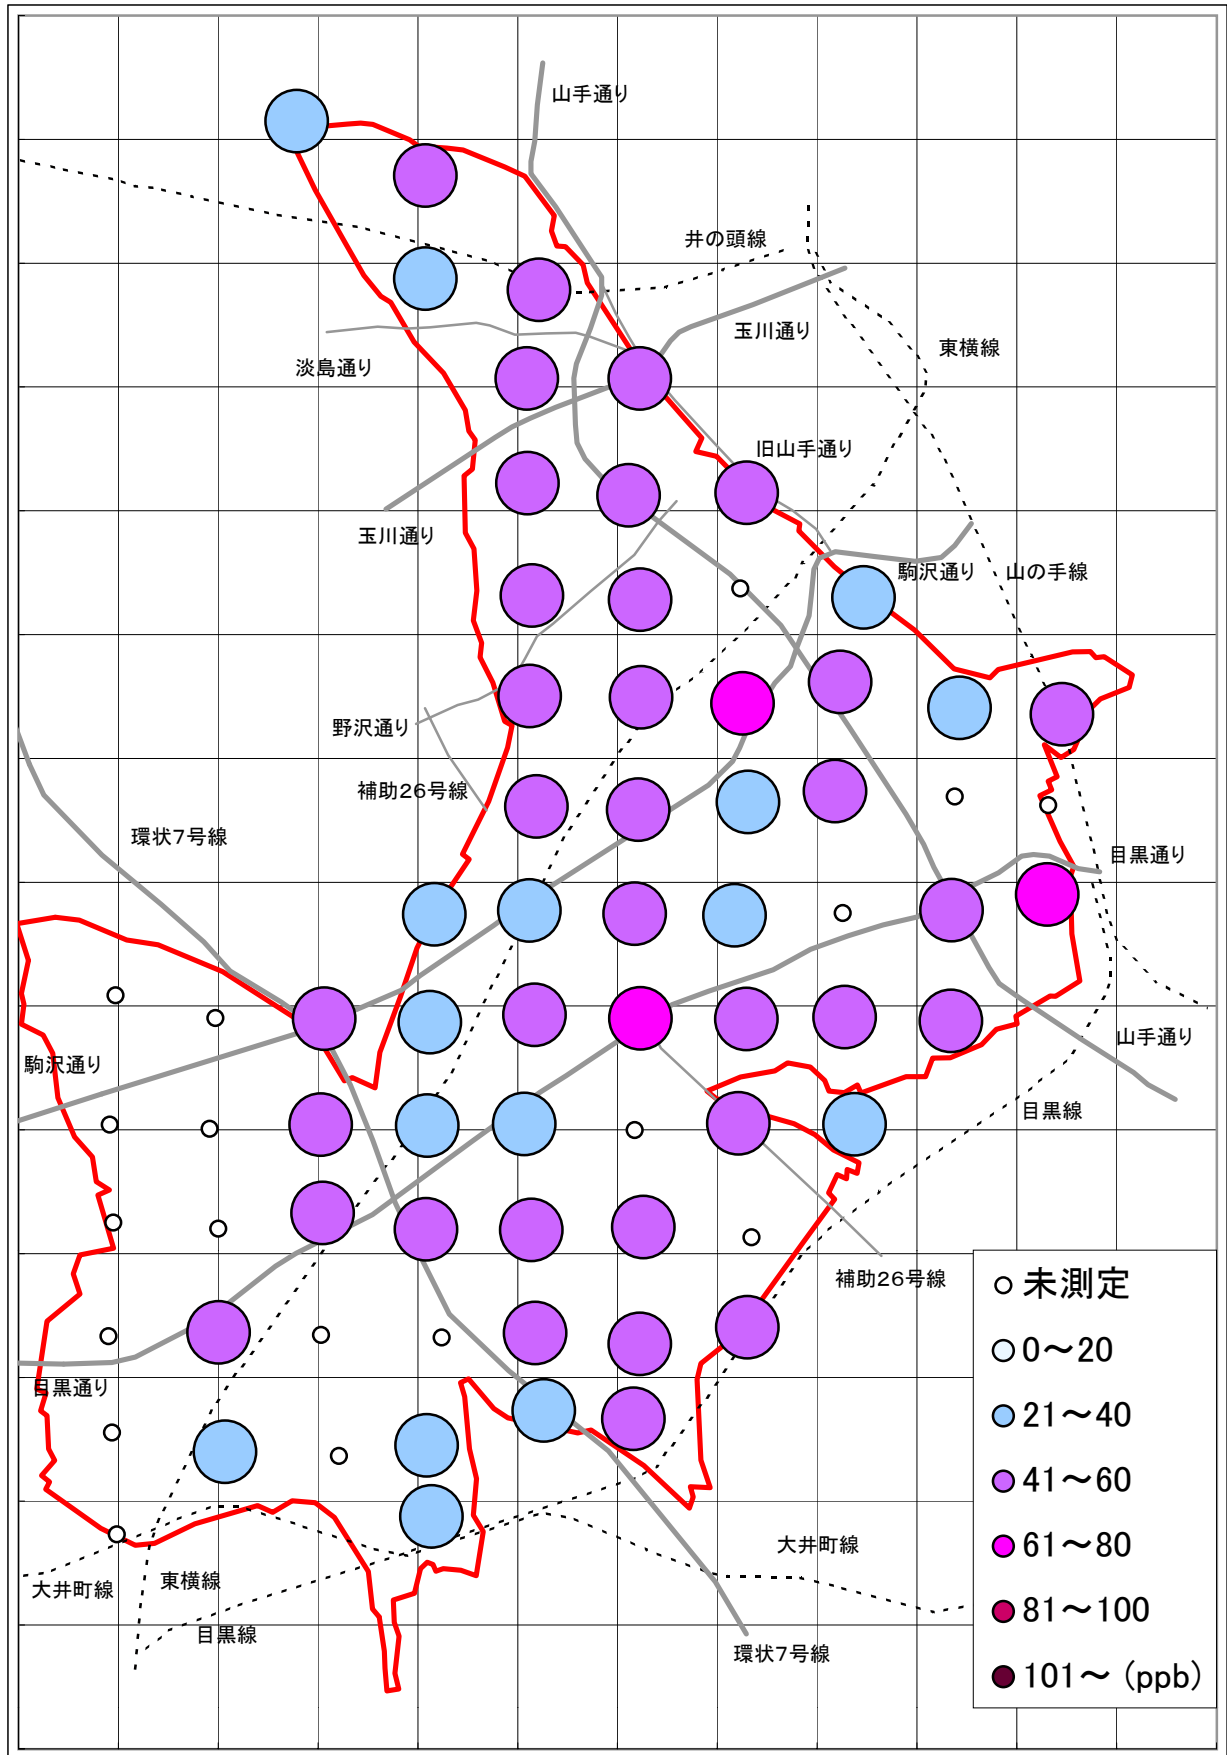 山手通り
井の頭線
玉川通り
東横線
淡島通り
旧山手通り
玉川通り
駒沢通り
山の手線
野沢通り
補助26号線
環状7号線
目黒通り
駒沢通り
山手通り
目黒線
補助26号線
目黒通り
大井町線
大井町線
東横線
目黒線
環状7号線
未測定
0～20
21～40
41～60
61～80
81～100
101～（ppb）